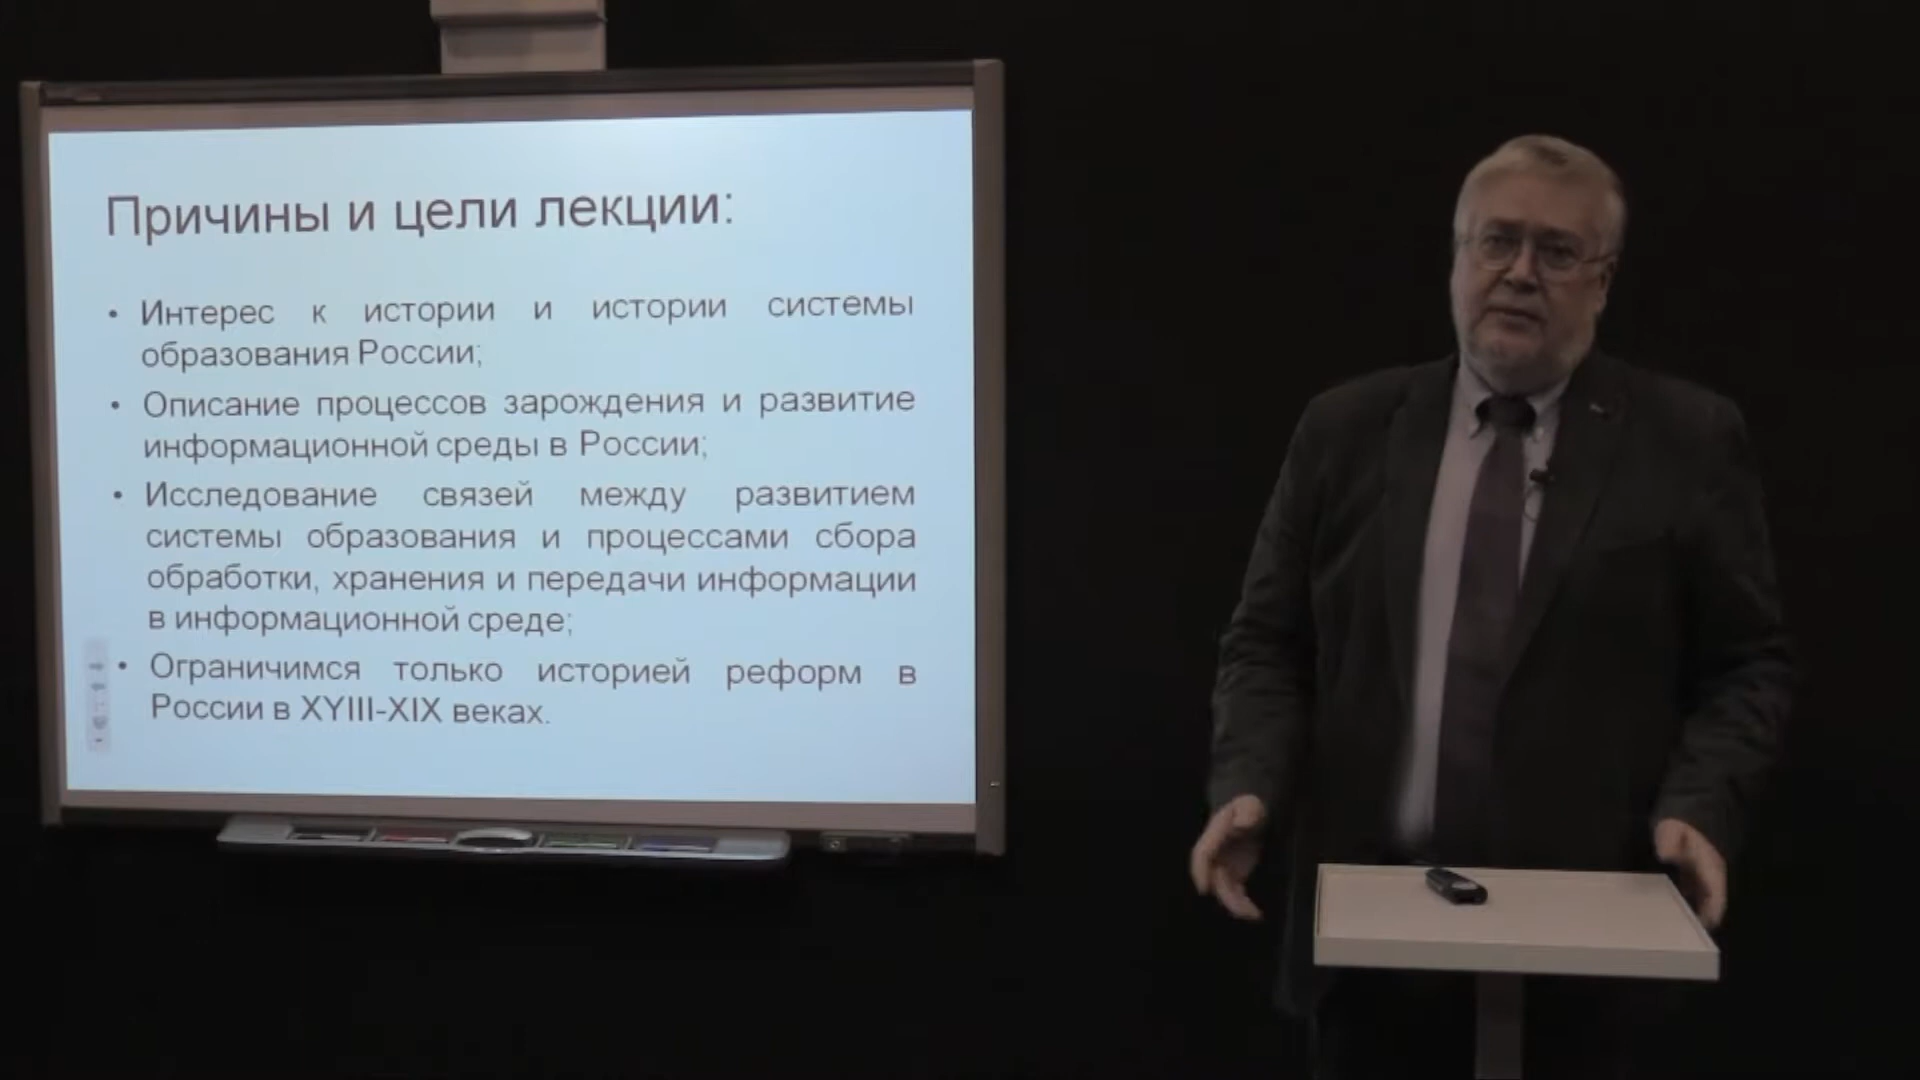 Причины и цели лекции:
• Интерес к истории и истории системы
образования России;
• Описание процессов зарождения и развитие
информационной среды в России;
• Исследование связей между развитием
системы образования и процессами сбора
обработки, хранения и передачи информации
в информационной среде;
• Ограничимся только историей реформ в
России в XYIII-XIX веках.